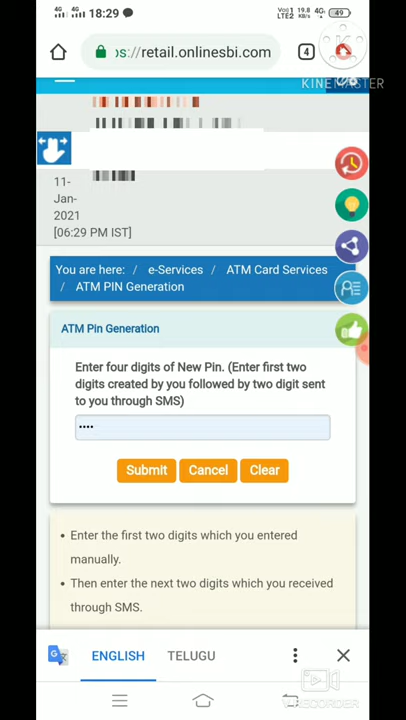 4G 4G 18:29 Vo)) 1 LTE2 19.8 KB/s 4G 49
ps://retail.onlinesbi.com 4
KINEMASTER
11-
Jan-
2021
[06:29 PM IST]
You are here: / e-Services / ATM Card Services
/ ATM PIN Generation
ATM Pin Generation
Enter four digits of New Pin. (Enter first two
digits created by you followed by two digit sent
to you through SMS)
••••
Submit Cancel Clear
• Enter the first two digits which you entered
manually.
• Then enter the next two digits which you received
through SMS.
ENGLISH TELUGU
VRECORDER